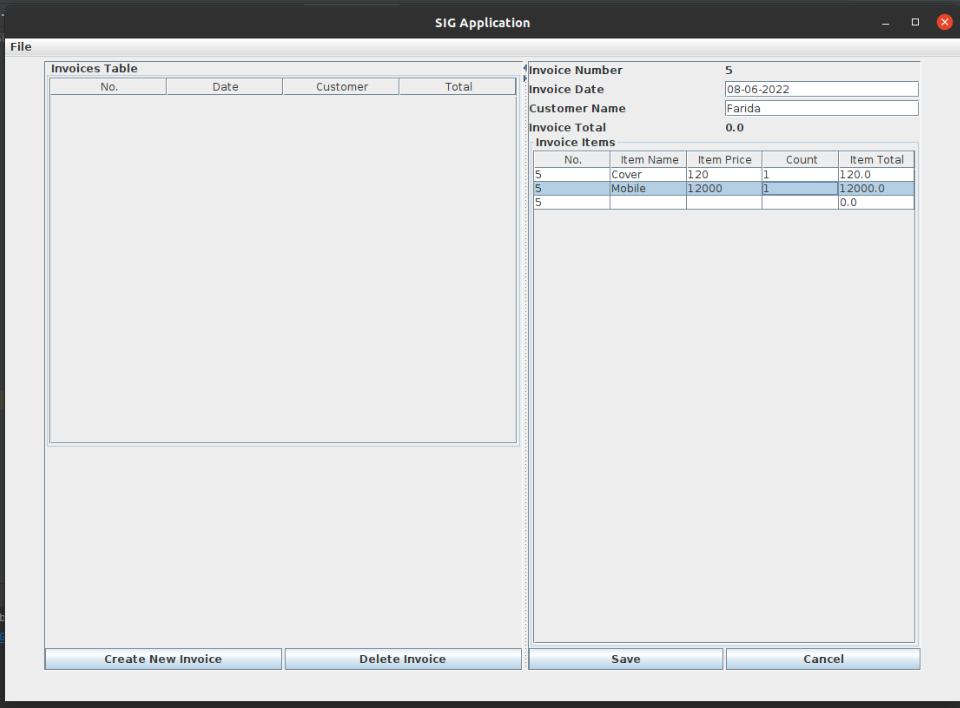 SIG Application
File
Invoices Table
No. Date Customer Total
Create New Invoice Delete Invoice
Invoice Number 5
Invoice Date 08-06-2022
Customer Name Farida
Invoice Total 0.0
Invoice Items
No. Item Name Item Price Count Item Total
5 Cover 120 1 120.0
5 Mobile 12000 1 12000.0
5 0.0
Save Cancel